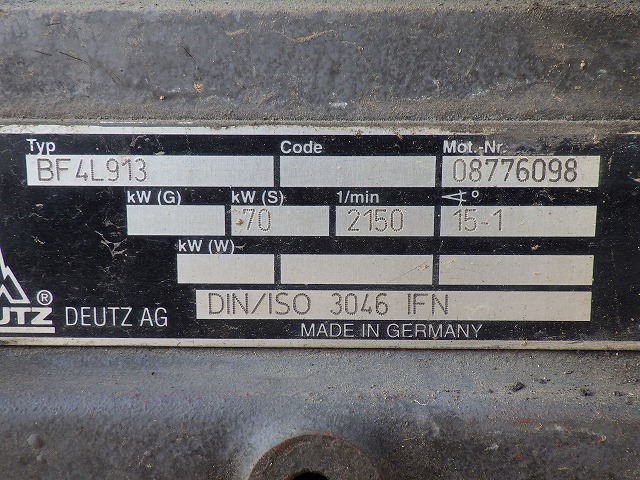 Typ Code Mot.-Nr.
BF4L913 08776098
kW (G) kW (S) 1/min ∢°
70 2150 15-1
kW (W)
DIN/ISO 3046 IFN
® DEUTZ AG
MADE IN GERMANY